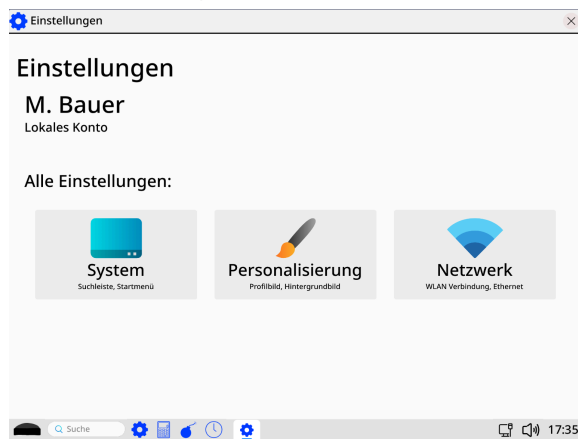 Einstellungen
Einstellungen
M. Bauer
Lokales Konto
Alle Einstellungen:
System
Suchleiste, Startmenü
Personalisierung
Profilbild, Hintergrundbild
Netzwerk
WLAN Verbindung, Ethernet
Suche
17:35